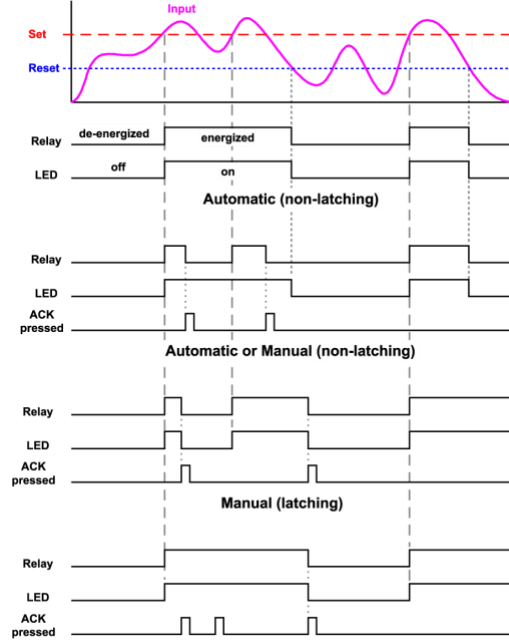 Input
Set
Reset
de-energized
energized
Relay
off
on
LED
Automatic (non-latching)
Relay
LED
ACK
pressed
Automatic or Manual (non-latching)
Relay
LED
ACK
pressed
Manual (latching)
Relay
LED
ACK
pressed